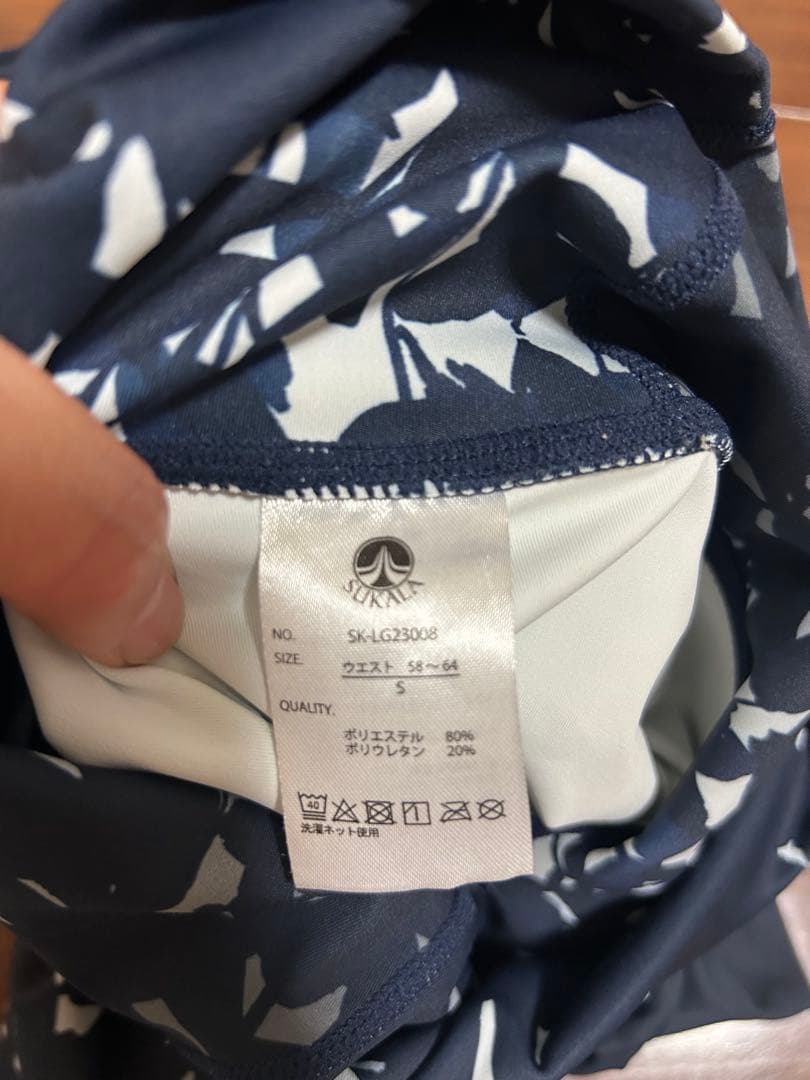 SUKALA
NO. SK-LG23008
SIZE. ウエスト 58～64
S
QUALITY.
ポリエステル 80%
ポリウレタン 20%
40
洗濯ネット使用